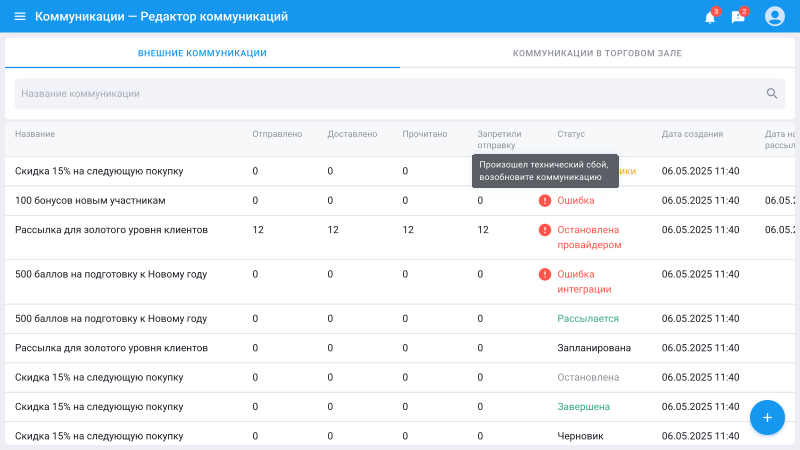 Коммуникации — Редактор коммуникаций
3
2
ВНЕШНИЕ КОММУНИКАЦИИ
КОММУНИКАЦИИ В ТОРГОВОМ ЗАЛЕ
Название коммуникации
Название Отправлено Доставлено Прочитано Запретили отправку Статус Дата создания Дата
Произошел технический сбой,
возобновите коммуникацию
Скидка 15% на следующую покупку 0 0 0 06.05.2025 11:40
100 бонусов новым участникам 0 0 0 0 Ошибка 06.05.2025 11:40
Рассылка для золотого уровня клиентов 12 12 12 12 Остановлена 06.05.2025 11:40
провайдером
500 баллов на подготовку к Новому году 0 0 0 0 Ошибка 06.05.2025 11:40
интеграции
500 баллов на подготовку к Новому году 0 0 0 0 Рассылается 06.05.2025 11:40
Рассылка для золотого уровня клиентов 0 0 0 0 Запланирована 06.05.2025 11:40
Скидка 15% на следующую покупку 0 0 0 0 Остановлена 06.05.2025 11:40
Скидка 15% на следующую покупку 0 0 0 0 Завершена 06.05.2025 11:40
Скидка 15% на следующую покупку 0 0 0 0 Черновик 06.05.2025 11:40